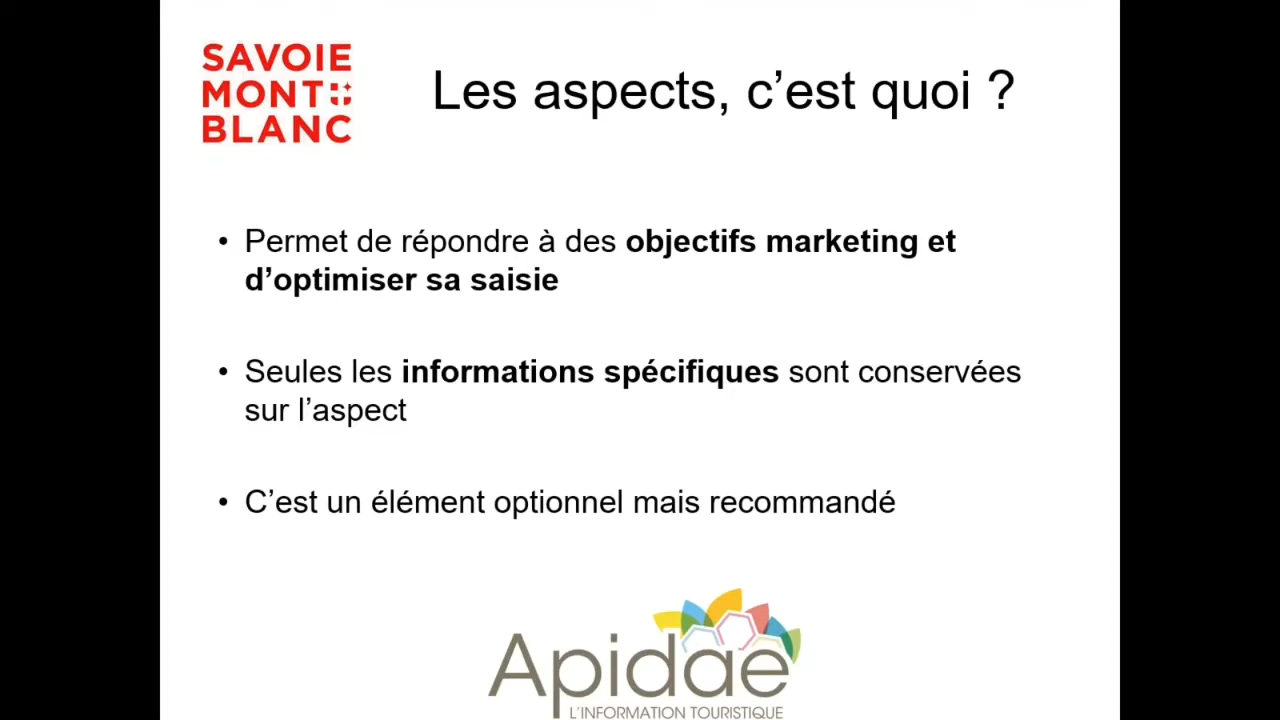 SAVOIE
MONT
BLANC
Les aspects, c’est quoi ?
• Permet de répondre à des objectifs marketing et
d’optimiser sa saisie
• Seules les informations spécifiques sont conservées
sur l’aspect
• C’est un élément optionnel mais recommandé
Apidae
L’INFORMATION TOURISTIQUE